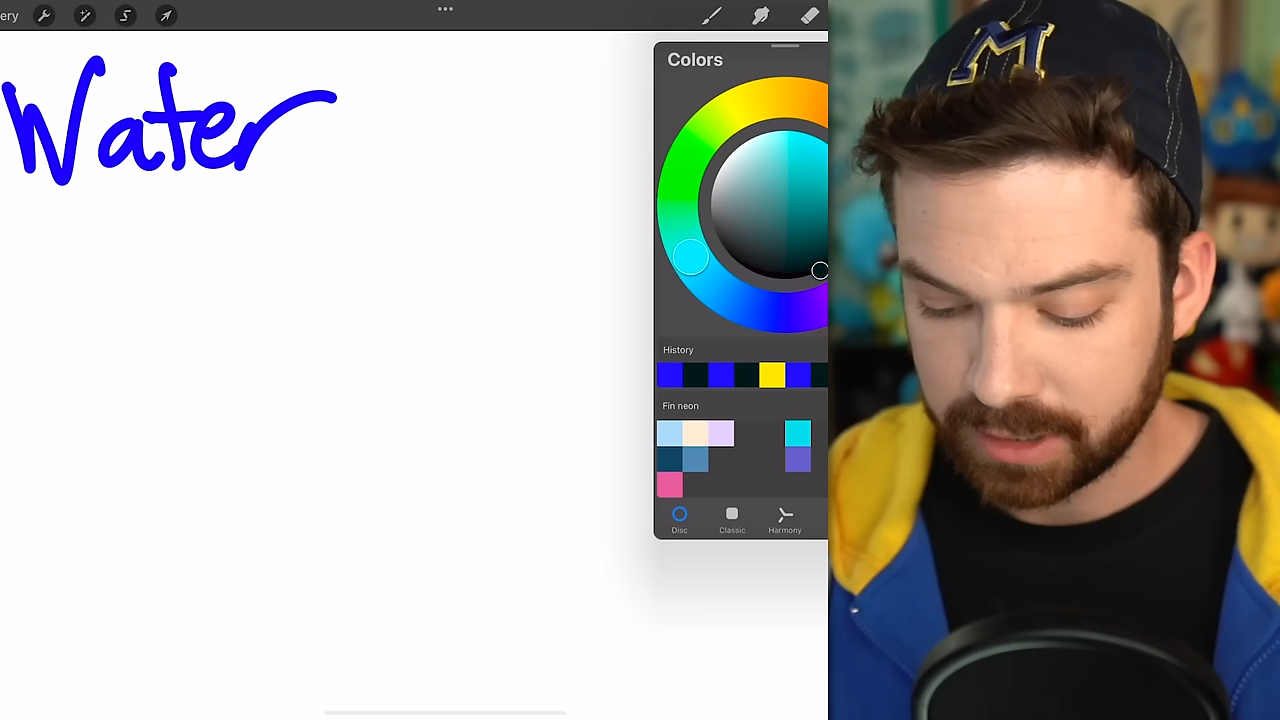 ery
M
Colors
Water
History
Fin neon
Disc Classic Harmony